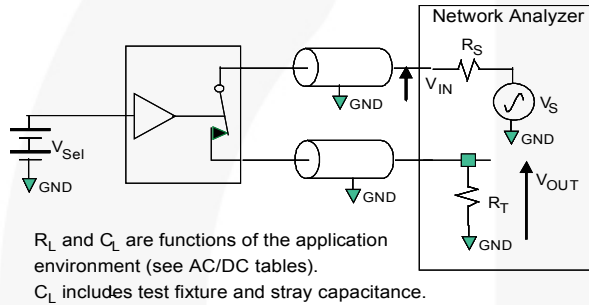 Network Analyzer
R_S
V_IN
GND
V_S
GND
V_Sel
GND
GND
V_OUT
R_T
GND
R_L and C_L are functions of the application
environment (see AC/DC tables).
C_L includes test fixture and stray capacitance.